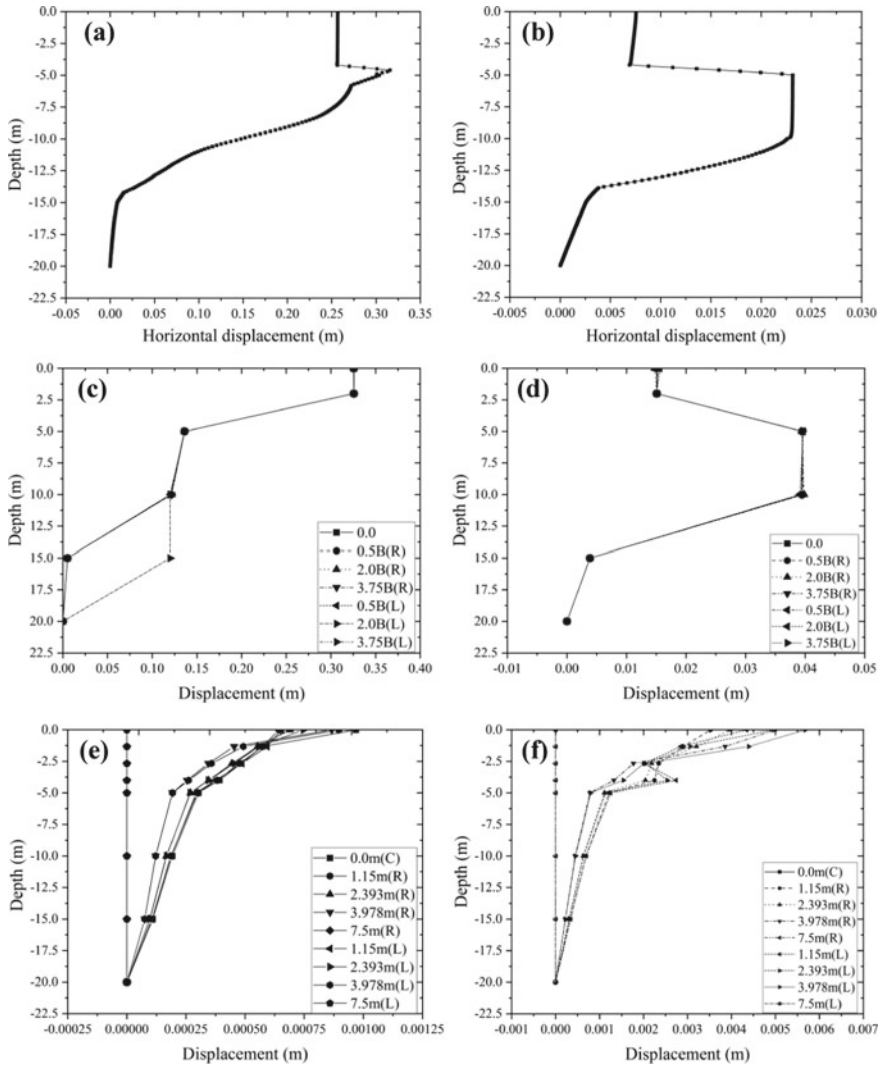 (a)
Depth (m)
0.0
-2.5
-5.0
-7.5
-10.0
-12.5
-15.0
-17.5
-20.0
-22.5
-0.05 0.00 0.05 0.10 0.15 0.20 0.25 0.30 0.35
Horizontal displacement (m)
(b)
Depth (m)
0.0
-2.5
-5.0
-7.5
-10.0
-12.5
-15.0
-17.5
-20.0
-22.5
-0.005 0.000 0.005 0.010 0.015 0.020 0.025 0.030
Horizontal displacement (m)
(c)
Depth (m)
0.0
2.5
5.0
7.5
10.0
12.5
15.0
17.5
20.0
22.5
0.0
0.5B(R)
2.0B(R)
3.75B(R)
0.5B(L)
2.0B(L)
3.75B(L)
0.00 0.05 0.10 0.15 0.20 0.25 0.30 0.35 0.40
Displacement (m)
(d)
Depth (m)
0.0
2.5
5.0
7.5
10.0
12.5
15.0
17.5
20.0
22.5
0.0
0.5B(R)
2.0B(R)
3.75B(R)
0.5B(L)
2.0B(L)
3.75B(L)
-0.01 0.00 0.01 0.02 0.03 0.04 0.05
Displacement (m)
(e)
Depth (m)
0.0
-2.5
-5.0
-7.5
-10.0
-12.5
-15.0
-17.5
-20.0
-22.5
0.0m(C)
1.15m(R)
2.393m(R)
3.978m(R)
7.5m(R)
1.15m(L)
2.393m(L)
3.978m(L)
7.5m(L)
-0.00025 0.00000 0.00025 0.00050 0.00075 0.00100 0.00125
Displacement (m)
(f)
Depth (m)
0.0
-2.5
-5.0
-7.5
-10.0
-12.5
-15.0
-17.5
-20.0
-22.5
0.0m(C)
1.15m(R)
2.393m(R)
3.978m(R)
7.5m(R)
1.15m(L)
2.393m(L)
3.978m(L)
7.5m(L)
-0.001 0.000 0.001 0.002 0.003 0.004 0.005 0.006 0.007
Displacement (m)